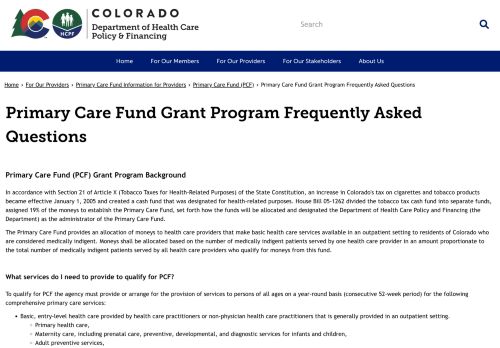 COLORADO
Department of Health Care
Policy & Financing
HCPF
Search
Home For Our Members For Our Providers For Our Stakeholders About Us
Home › For Our Providers › Primary Care Fund Information for Providers › Primary Care Fund (PCF) › Primary Care Fund Grant Program Frequently Asked Questions
Primary Care Fund Grant Program Frequently Asked
Questions
Primary Care Fund (PCF) Grant Program Background
In accordance with Section 21 of Article X (Tobacco Taxes for Health-Related Purposes) of the State Constitution, an increase in Colorado's tax on cigarettes and tobacco products
became effective January 1, 2005 and created a cash fund that was designated for health-related purposes. House Bill 05-1262 divided the tobacco tax cash fund into separate funds,
assigned 19% of the moneys to establish the Primary Care Fund, set forth how the funds will be allocated and designated the Department of Health Care Policy and Financing (the
Department) as the administrator of the Primary Care Fund.
The Primary Care Fund provides an allocation of moneys to health care providers that make basic health care services available in an outpatient setting to residents of Colorado who
are considered medically indigent. Moneys shall be allocated based on the number of medically indigent patients served by one health care provider in an amount proportionate to
the total number of medically indigent patients served by all health care providers who qualify for moneys from this fund.
What services do I need to provide to qualify for PCF?
To qualify for PCF the agency must provide or arrange for the provision of services to persons of all ages on a year-round basis (consecutive 52-week period) for the following
comprehensive primary care services:
• Basic, entry-level health care provided by health care practitioners or non-physician health care practitioners that is generally provided in an outpatient setting.
○ Primary health care,
○ Maternity care, including prenatal care, preventive, developmental, and diagnostic services for infants and children,
○ Adult preventive services,